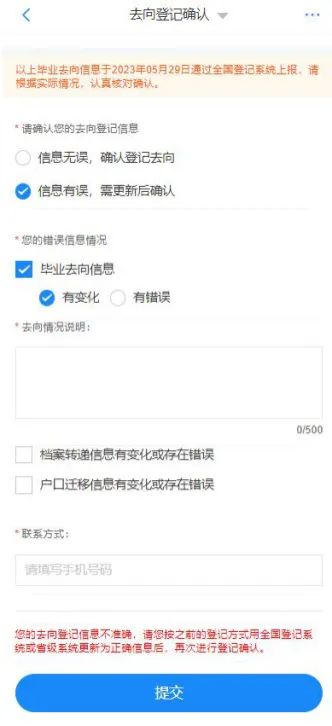 去向登记确认
以上毕业去向信息于2023年05月29日通过全国登记系统上报，请
根据实际情况，认真核对确认。
*请确认您的去向登记信息
信息无误，确认登记去向
信息有误，需更新后确认
*您的错误信息情况
毕业去向信息
有变化 有错误
*去向情况说明：
0/500
档案转递信息有变化或存在错误
户口迁移信息有变化或存在错误
*联系方式：
请填写手机号码
您的去向登记信息不准确，请您按之前的登记方式用全国登记系
统或省级系统更新为正确信息后，再次进行登记确认。
提交